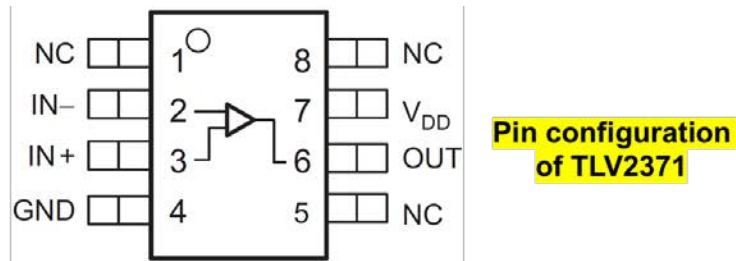 NC 1 8 NC
IN− 2 7 VDD
IN+ 3 6 OUT
GND 4 5 NC
Pin configuration
of TLV2371